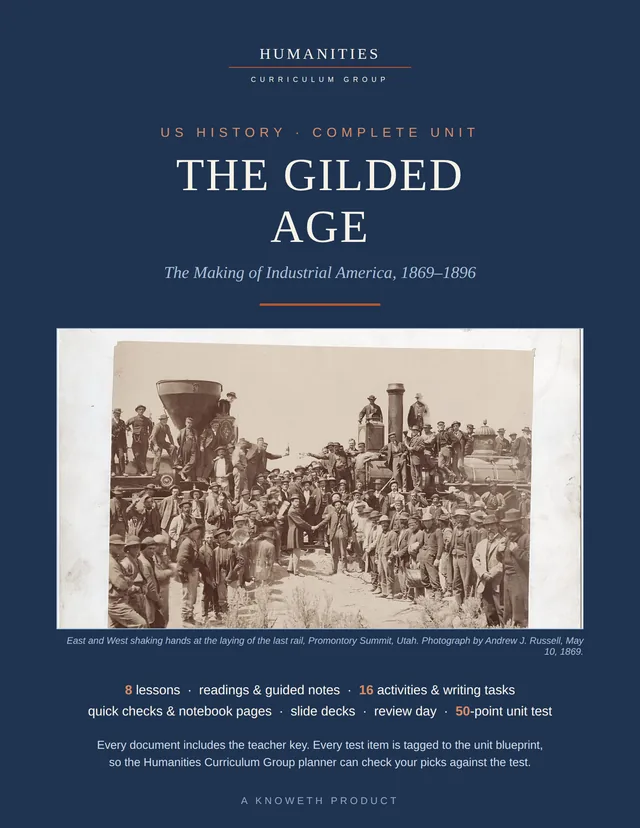 HUMANITIES
CURRICULUM GROUP
US HISTORY · COMPLETE UNIT
THE GILDED
AGE
The Making of Industrial America, 1869–1896
East and West shaking hands at the laying of the last rail, Promontory Summit, Utah. Photograph by Andrew J. Russell, May
10, 1869.
8 lessons · readings & guided notes · 16 activities & writing tasks
quick checks & notebook pages · slide decks · review day · 50-point unit test
Every document includes the teacher key. Every test item is tagged to the unit blueprint,
so the Humanities Curriculum Group planner can check your picks against the test.
A KNOWETH PRODUCT